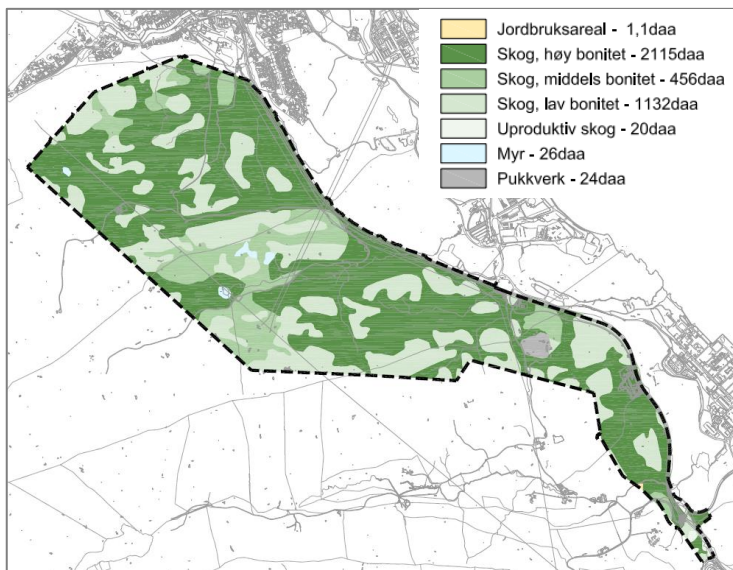 Jordbruksareal - 1,1daa
Skog, høy bonitet - 2115daa
Skog, middels bonitet - 456daa
Skog, lav bonitet - 1132daa
Uproduktiv skog - 20daa
Myr - 26daa
Pukkverk - 24daa